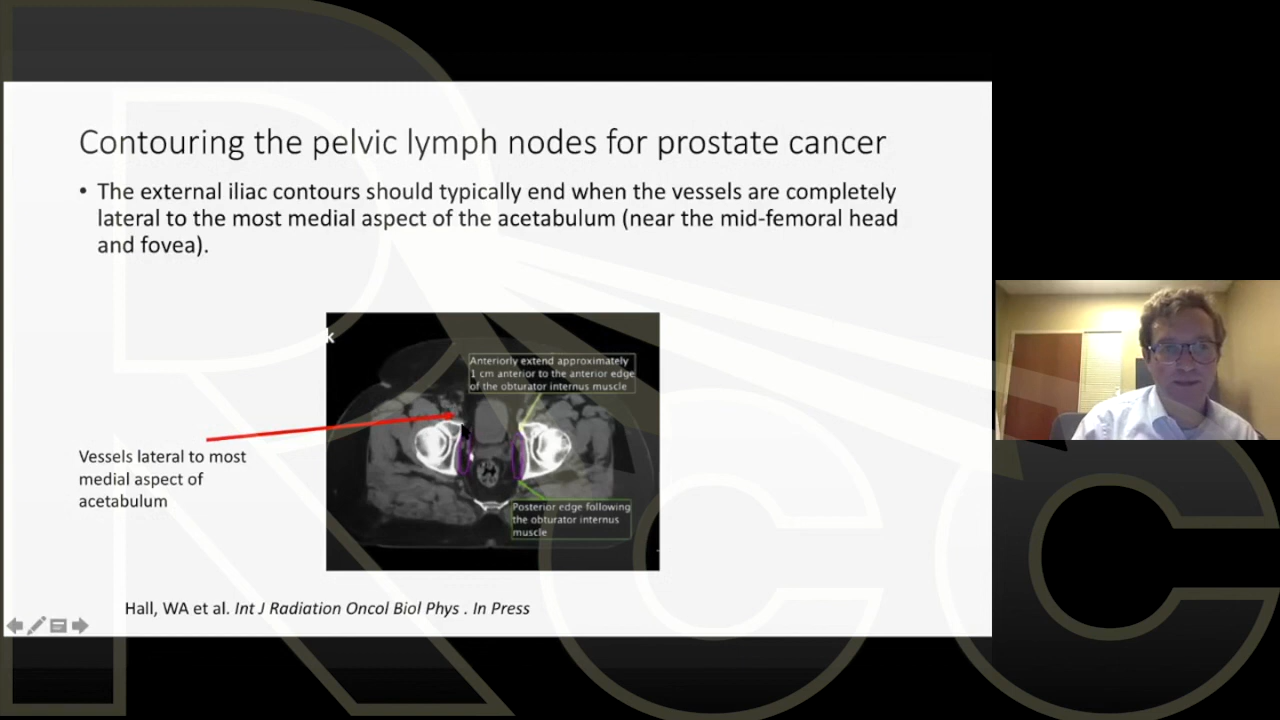 Contouring the pelvic lymph nodes for prostate cancer
• The external iliac contours should typically end when the vessels are completely
lateral to the most medial aspect of the acetabulum (near the mid-femoral head
and fovea).
k
Anteriorly extend approximately
1 cm anterior to the anterior edge
of the obturator internus muscle
Vessels lateral to most
medial aspect of
acetabulum
Posterior edge following
the obturator internus
muscle
Hall, WA et al. Int J Radiation Oncol Biol Phys . In Press
RCC